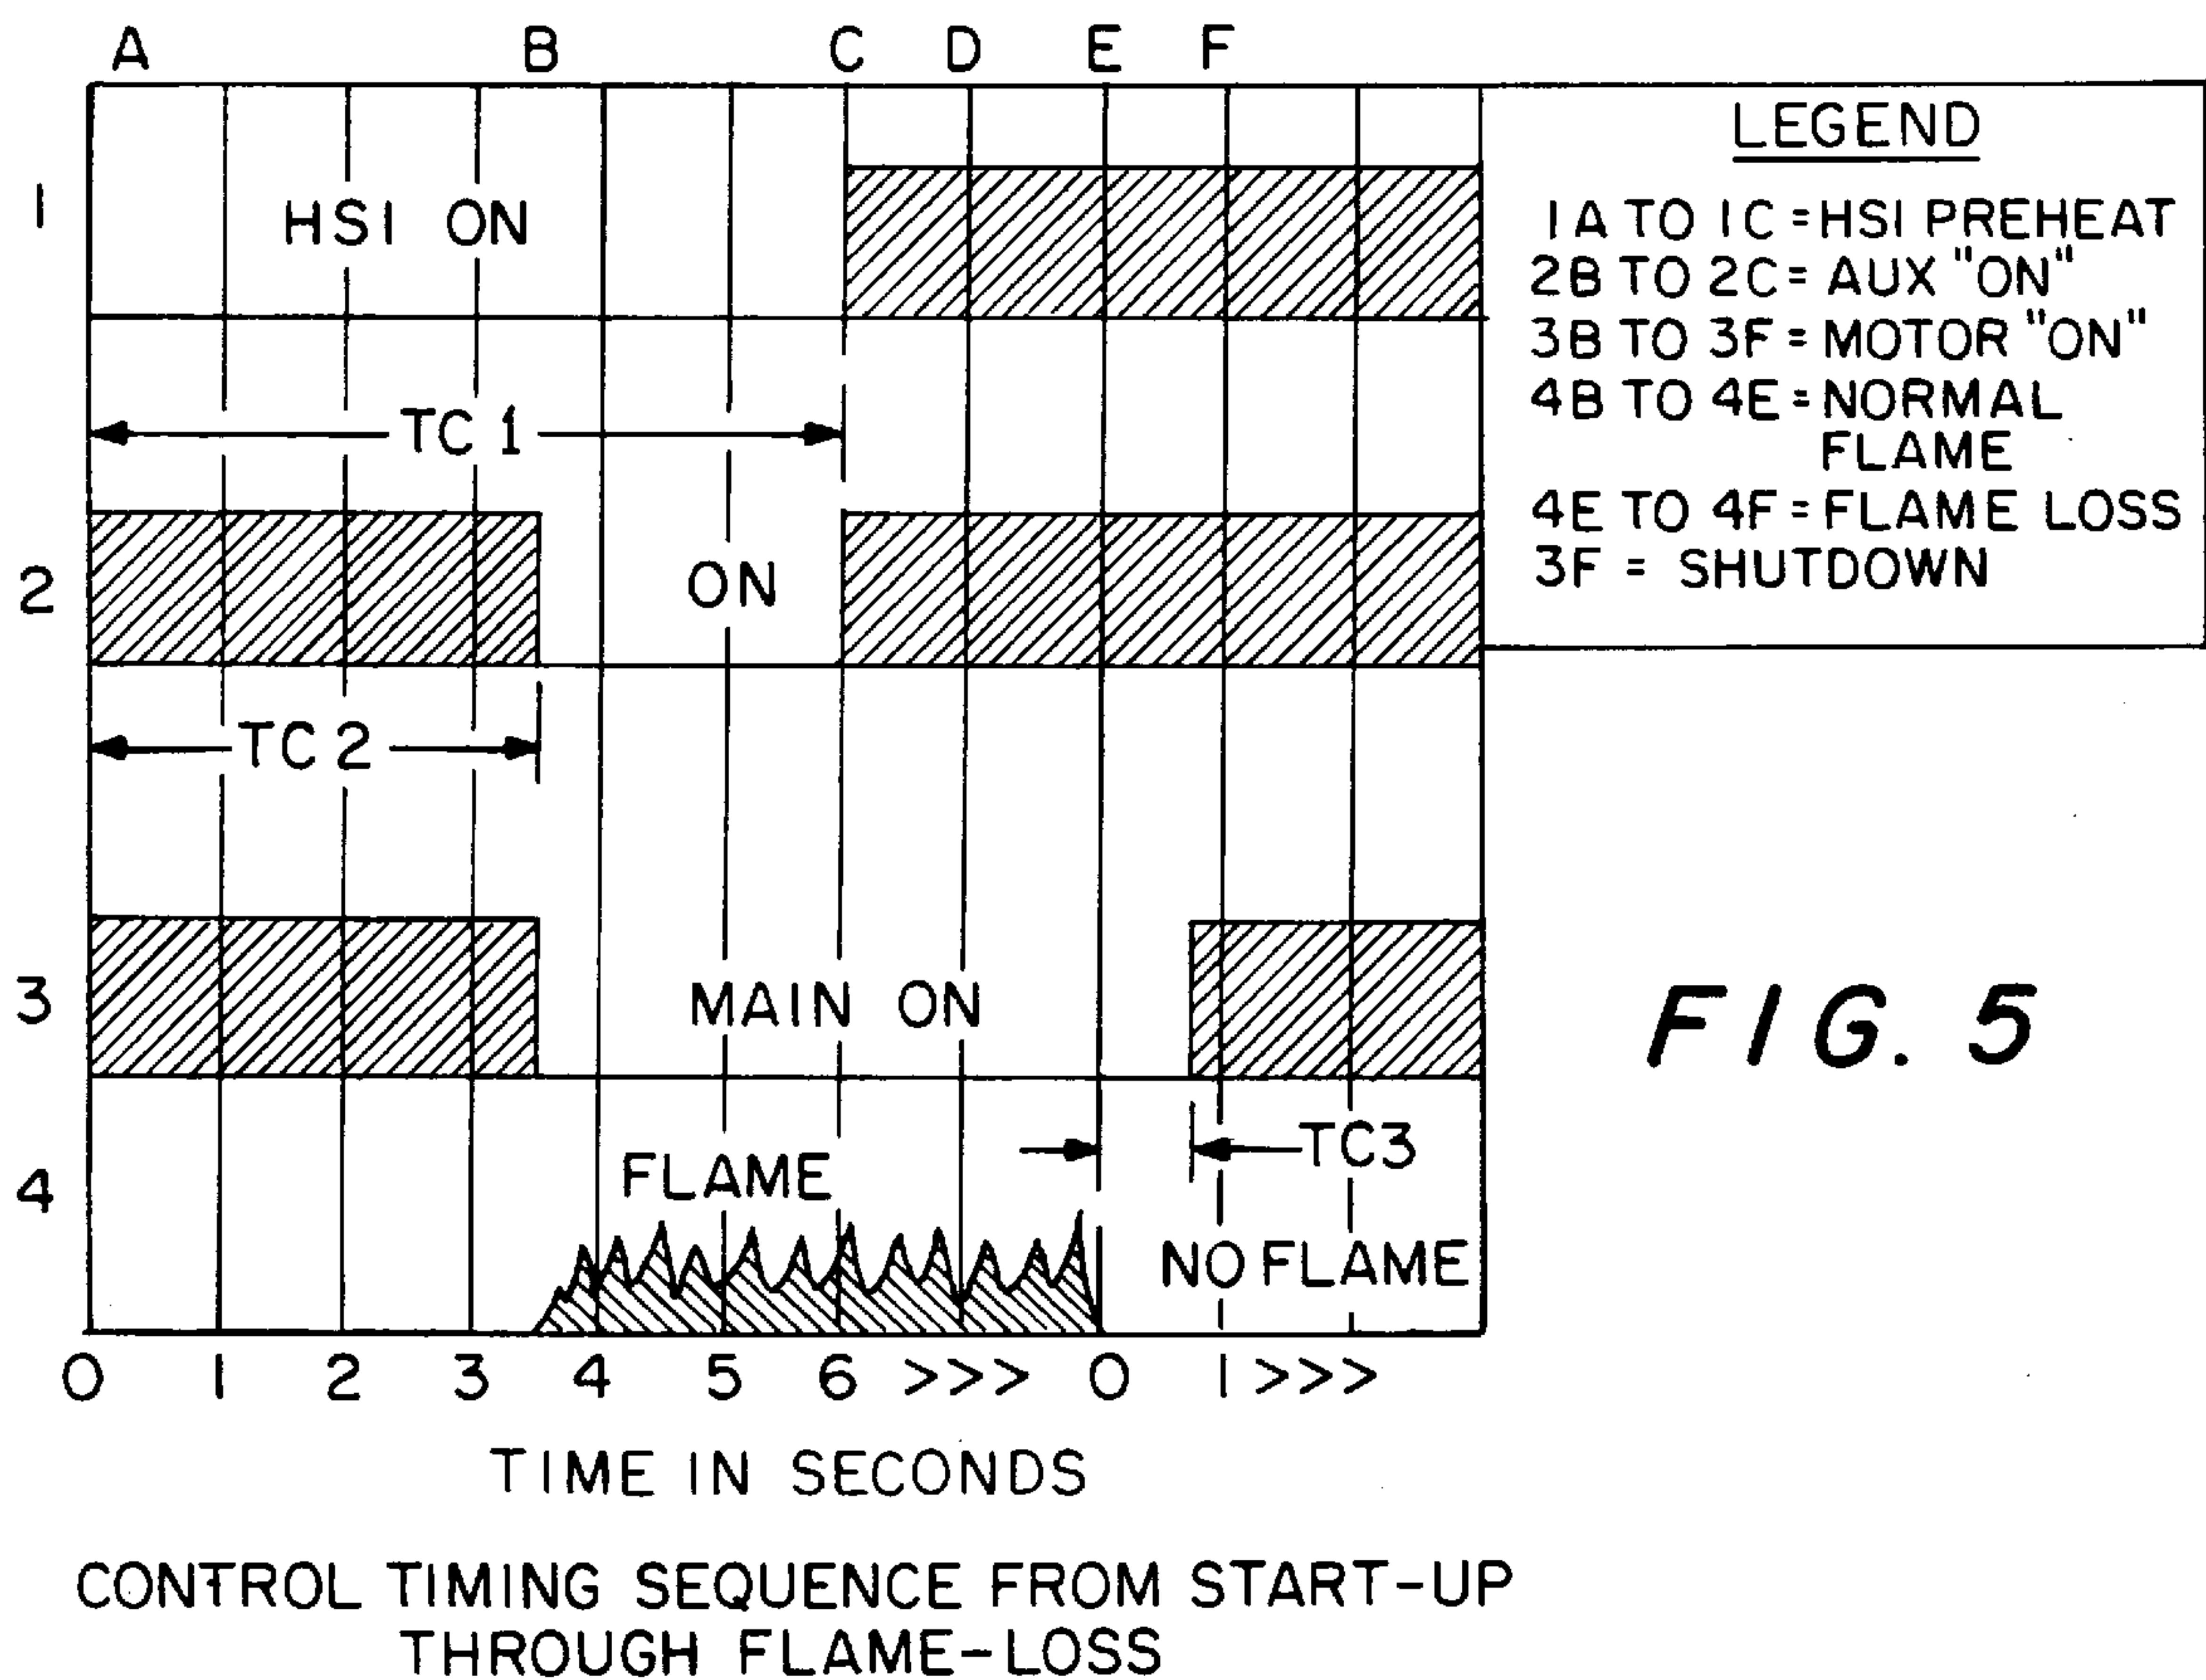 A B C D E F
LEGEND
1A TO 1C = HSI PREHEAT
2B TO 2C = AUX "ON"
3B TO 3F = MOTOR "ON"
4B TO 4E = NORMAL
FLAME
4E TO 4F = FLAME LOSS
3F = SHUTDOWN
1
HSI ON
TC 1
2
ON
TC 2
3
MAIN ON
FIG. 5
4
TC3
FLAME
NO FLAME
0 1 2 3 4 5 6 >>> 0 1 >>>
TIME IN SECONDS
CONTROL TIMING SEQUENCE FROM START-UP
THROUGH FLAME-LOSS